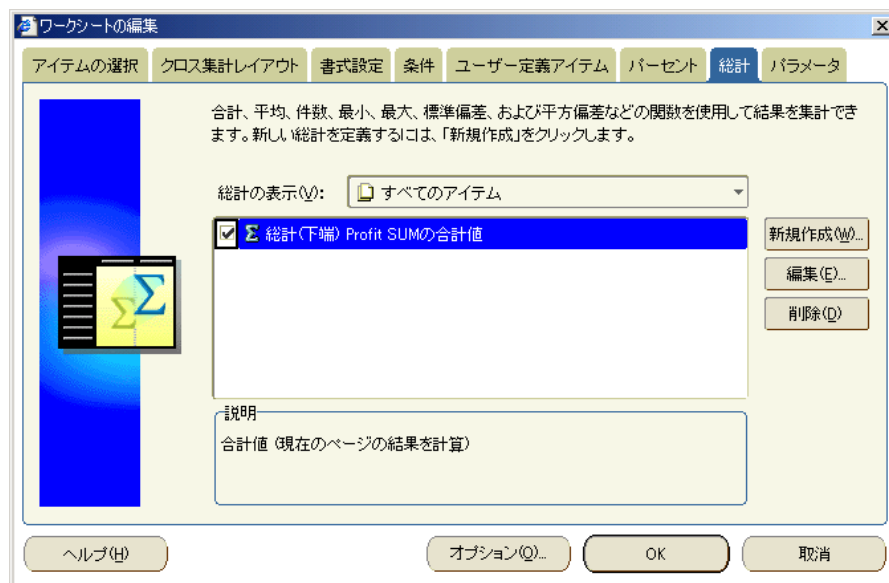 ワークシートの編集
アイテムの選択 クロス集計レイアウト 書式設定 条件 ユーザー定義アイテム パーセント 総計 パラメータ
合計、平均、件数、最小、最大、標準偏差、および平方偏差などの関数を使用して結果を集計でき
ます。新しい総計を定義するには、「新規作成」をクリックします。
総計の表示(V): すべてのアイテム
Σ 総計(下端) Profit SUMの合計値
新規作成(W)...
編集(E)...
削除(D)
説明
合計値 (現在のページの結果を計算)
ヘルプ(H) オプション(O)... OK 取消